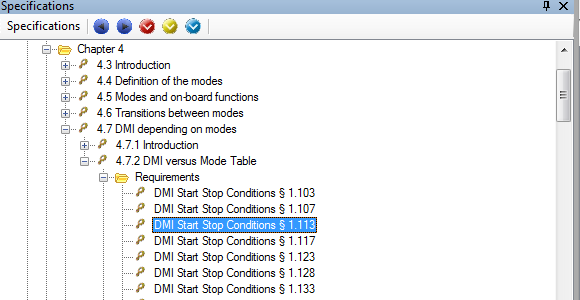 Specifications
Specifications
Chapter 4
4.3 Introduction
4.4 Definition of the modes
4.5 Modes and on-board functions
4.6 Transitions between modes
4.7 DMI depending on modes
4.7.1 Introduction
4.7.2 DMI versus Mode Table
Requirements
DMI Start Stop Conditions § 1.103
DMI Start Stop Conditions § 1.107
DMI Start Stop Conditions § 1.113
DMI Start Stop Conditions § 1.117
DMI Start Stop Conditions § 1.123
DMI Start Stop Conditions § 1.128
DMI Start Stop Conditions § 1.133